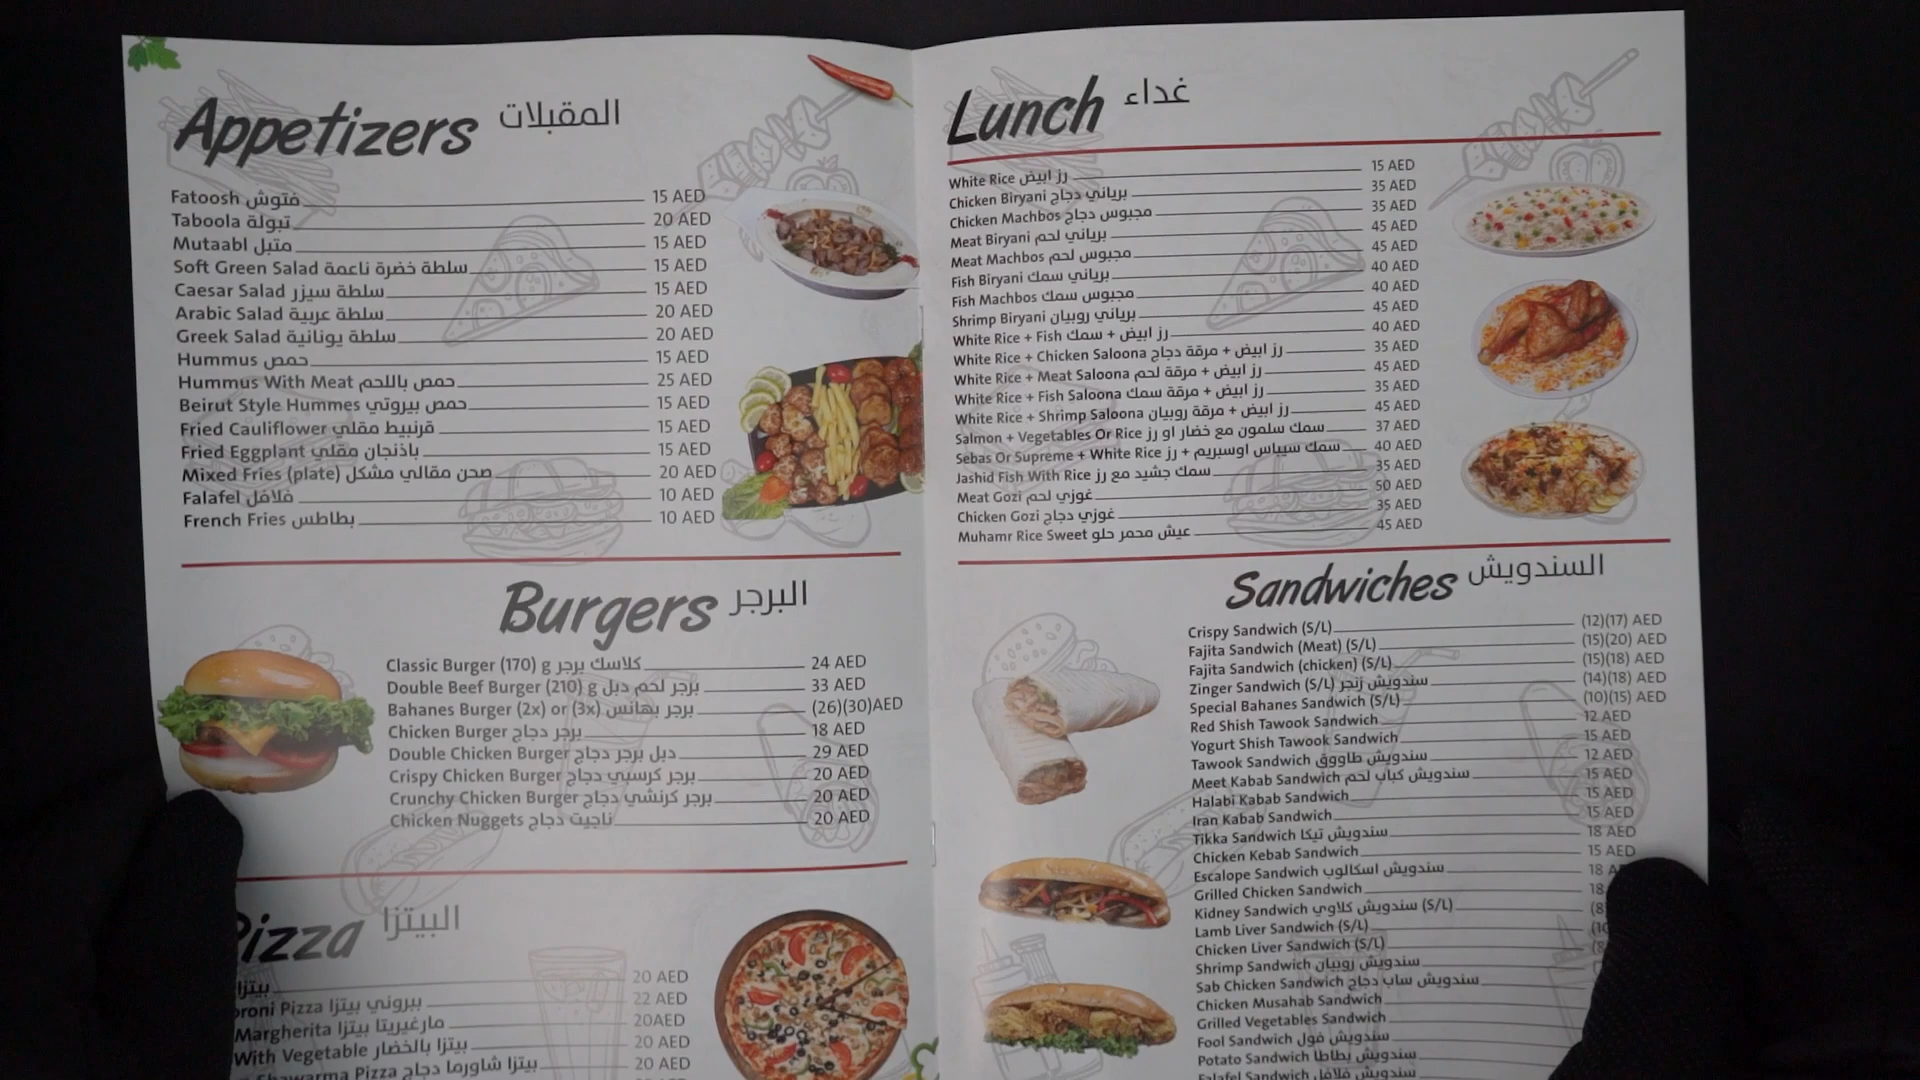 Appetizers المقبلات
Fatoosh فتوش 15 AED
Taboola تبولة 20 AED
Mutaabl متبل 15 AED
Soft Green Salad سلطة خضرة ناعمة 15 AED
Caesar Salad سلطة سيزر 15 AED
Arabic Salad سلطة عربية 20 AED
Greek Salad سلطة يونانية 20 AED
Hummus حمص 15 AED
Hummus With Meat حمص باللحم 25 AED
Beirut Style Hummes حمص بيروتي 15 AED
Fried Cauliflower قرنبيط مقلي 15 AED
Fried Eggplant باذنجان مقلي 15 AED
Mixed Fries (plate) صحن مقالي مشكل 20 AED
Falafel فلافل 10 AED
French Fries بطاطس 10 AED
Burgers البرجر
Classic Burger (170) g كلاسك برجر 24 AED
Double Beef Burger (210) g برجر لحم دبل 33 AED
Bahanes Burger (2x) or (3x) برجر بهانس (26)(30)AED
Chicken Burger برجر دجاج 18 AED
Double Chicken Burger دبل برجر دجاج 29 AED
Crispy Chicken Burger برجر كرسبي دجاج 20 AED
Crunchy Chicken Burger برجر كرنشي دجاج 20 AED
Chicken Nuggets ناجيت دجاج 20 AED
Pizza البيتزا
بيتزا 20 AED
Pizza ببروني بيتزا 22 AED
Margherita مارغيريتا بيتزا 20AED
With Vegetable بيتزا بالخضار 20 AED
Shawarma Pizza بيتزا شاورما دجاج 20 AED
Lunch غداء
White Rice رز ابيض 15 AED
Chicken Biryani برياني دجاج 35 AED
Chicken Machbos مجبوس دجاج 35 AED
Meat Biryani برياني لحم 45 AED
Meat Machbos مجبوس لحم 45 AED
Fish Biryani برياني سمك 40 AED
Fish Machbos مجبوس سمك 40 AED
Shrimp Biryani برياني روبيان 45 AED
White Rice + Fish رز ابيض + سمك 40 AED
White Rice + Chicken Saloona رز ابيض + مرقة دجاج 35 AED
White Rice + Meat Saloona رز ابيض + مرقة لحم 45 AED
White Rice + Fish Saloona رز ابيض + مرقة سمك 35 AED
White Rice + Shrimp Saloona رز ابيض + مرقة روبيان 45 AED
Salmon + Vegetables Or Rice سمك سلمون مع خضار او رز 37 AED
Sebas Or Supreme + White Rice سمك سيباس اوسبريم + رز 40 AED
Jashid Fish With Rice سمك جشيد مع رز 35 AED
Meat Gozi غوزي لحم 50 AED
Chicken Gozi غوزي دجاج 35 AED
Muhamr Rice Sweet عيش محمر حلو 45 AED
Sandwiches السندويش
Crispy Sandwich (S/L) (12)(17) AED
Fajita Sandwich (Meat) (S/L) (15)(20) AED
Fajita Sandwich (chicken) (S/L) (15)(18) AED
Zinger Sandwich (S/L) سندويش زنجر (14)(18) AED
Special Bahanes Sandwich (S/L) (10)(15) AED
Red Shish Tawook Sandwich 12 AED
Yogurt Shish Tawook Sandwich 15 AED
Tawook Sandwich سندويش طاووق 12 AED
Meet Kabab Sandwich سندويش كباب لحم 15 AED
Halabi Kabab Sandwich 15 AED
Iran Kabab Sandwich 15 AED
Tikka Sandwich سندويش تيكا 18 AED
Chicken Kebab Sandwich 15 AED
Escalope Sandwich سندويش اسكالوب 18
Grilled Chicken Sandwich 18
Kidney Sandwich سندويش كلاوي (S/L)
Lamb Liver Sandwich (S/L)
Chicken Liver Sandwich (S/L)
Shrimp Sandwich سندويش روبيان
Sab Chicken Sandwich سندويش ساب دجاج
Chicken Musahab Sandwich
Grilled Vegetables Sandwich
Fool Sandwich سندويش فول
Potato Sandwich سندويش بطاطا
Falafel Sandwich سندويش فلافل